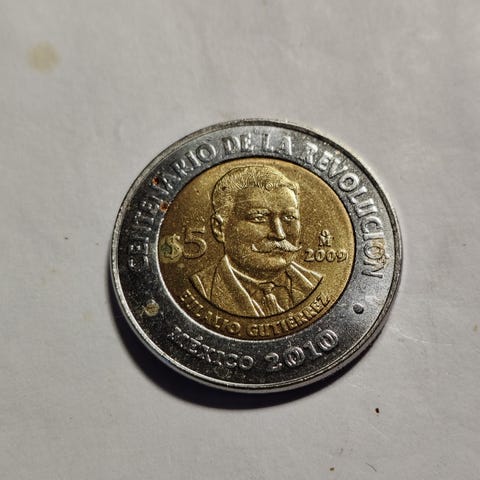 CENTENARIO DE LA REVOLUCIÓN
$5
M
2009
EULALIO GUTIÉRREZ
MÉXICO 2010